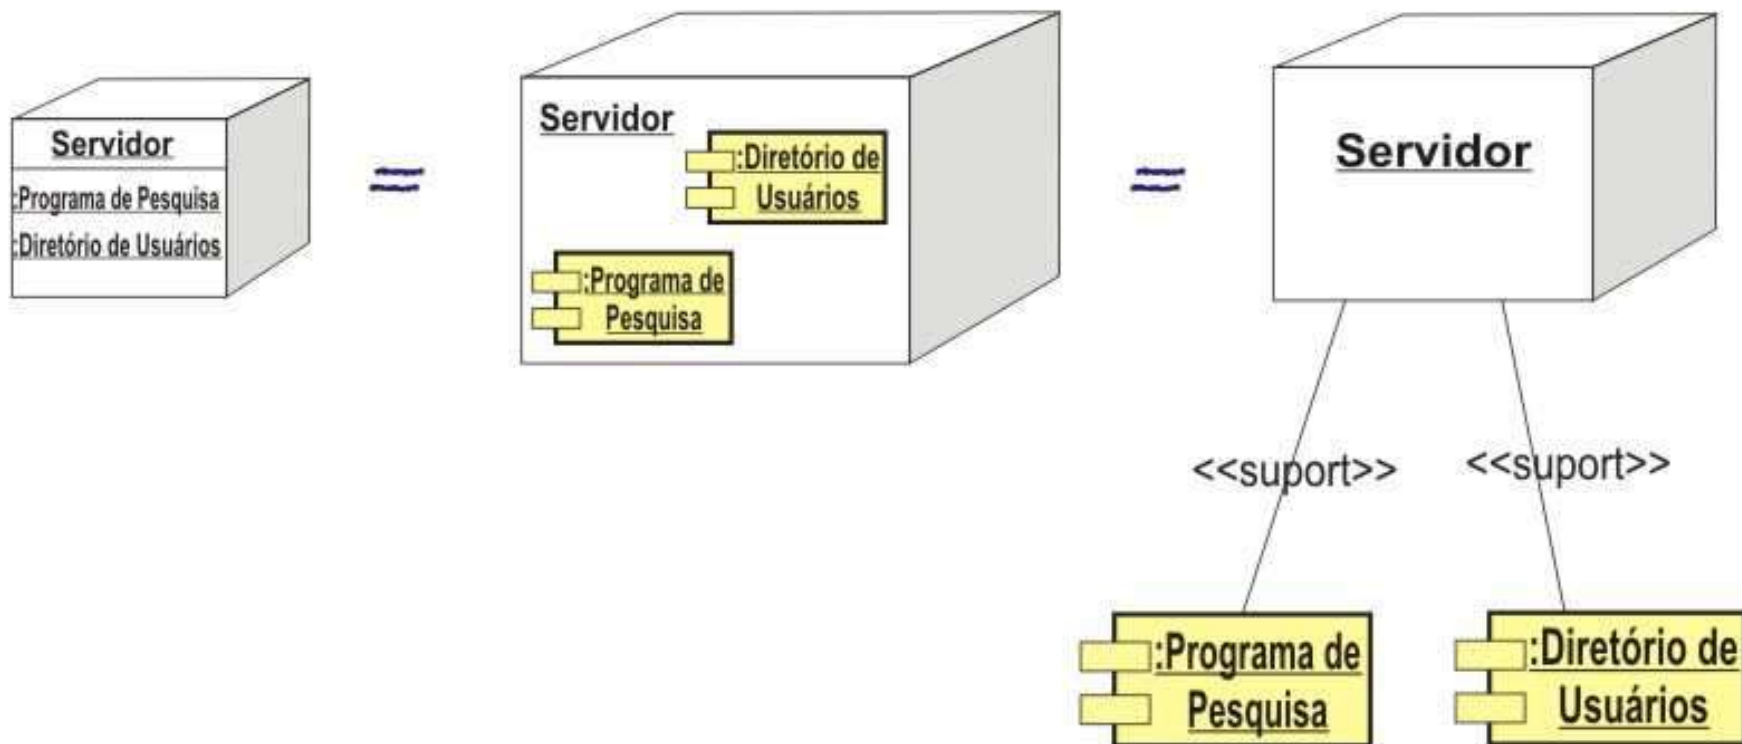 Servidor
:Programa de Pesquisa
:Diretório de Usuários
=
Servidor
:Diretório de
Usuários
:Programa de
Pesquisa
=
Servidor
<<suport>>
<<suport>>
:Programa de
Pesquisa
:Diretório de
Usuários